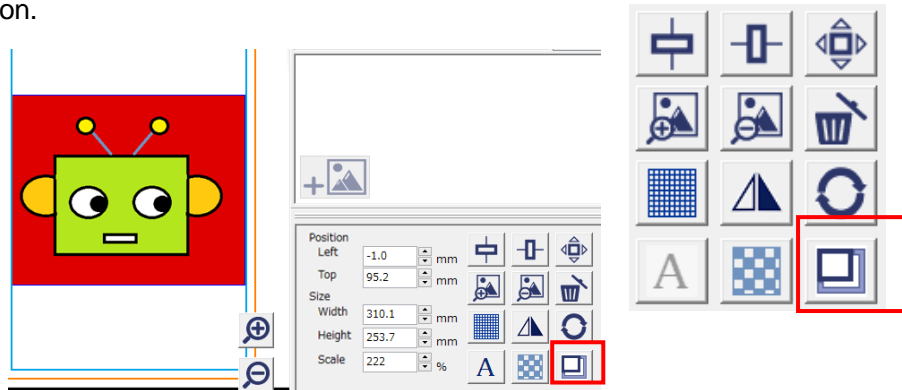 on.
Position
Left -1.0 mm
Top 95.2 mm
Size
Width 310.1 mm
Height 253.7 mm
Scale 222 %
A
A